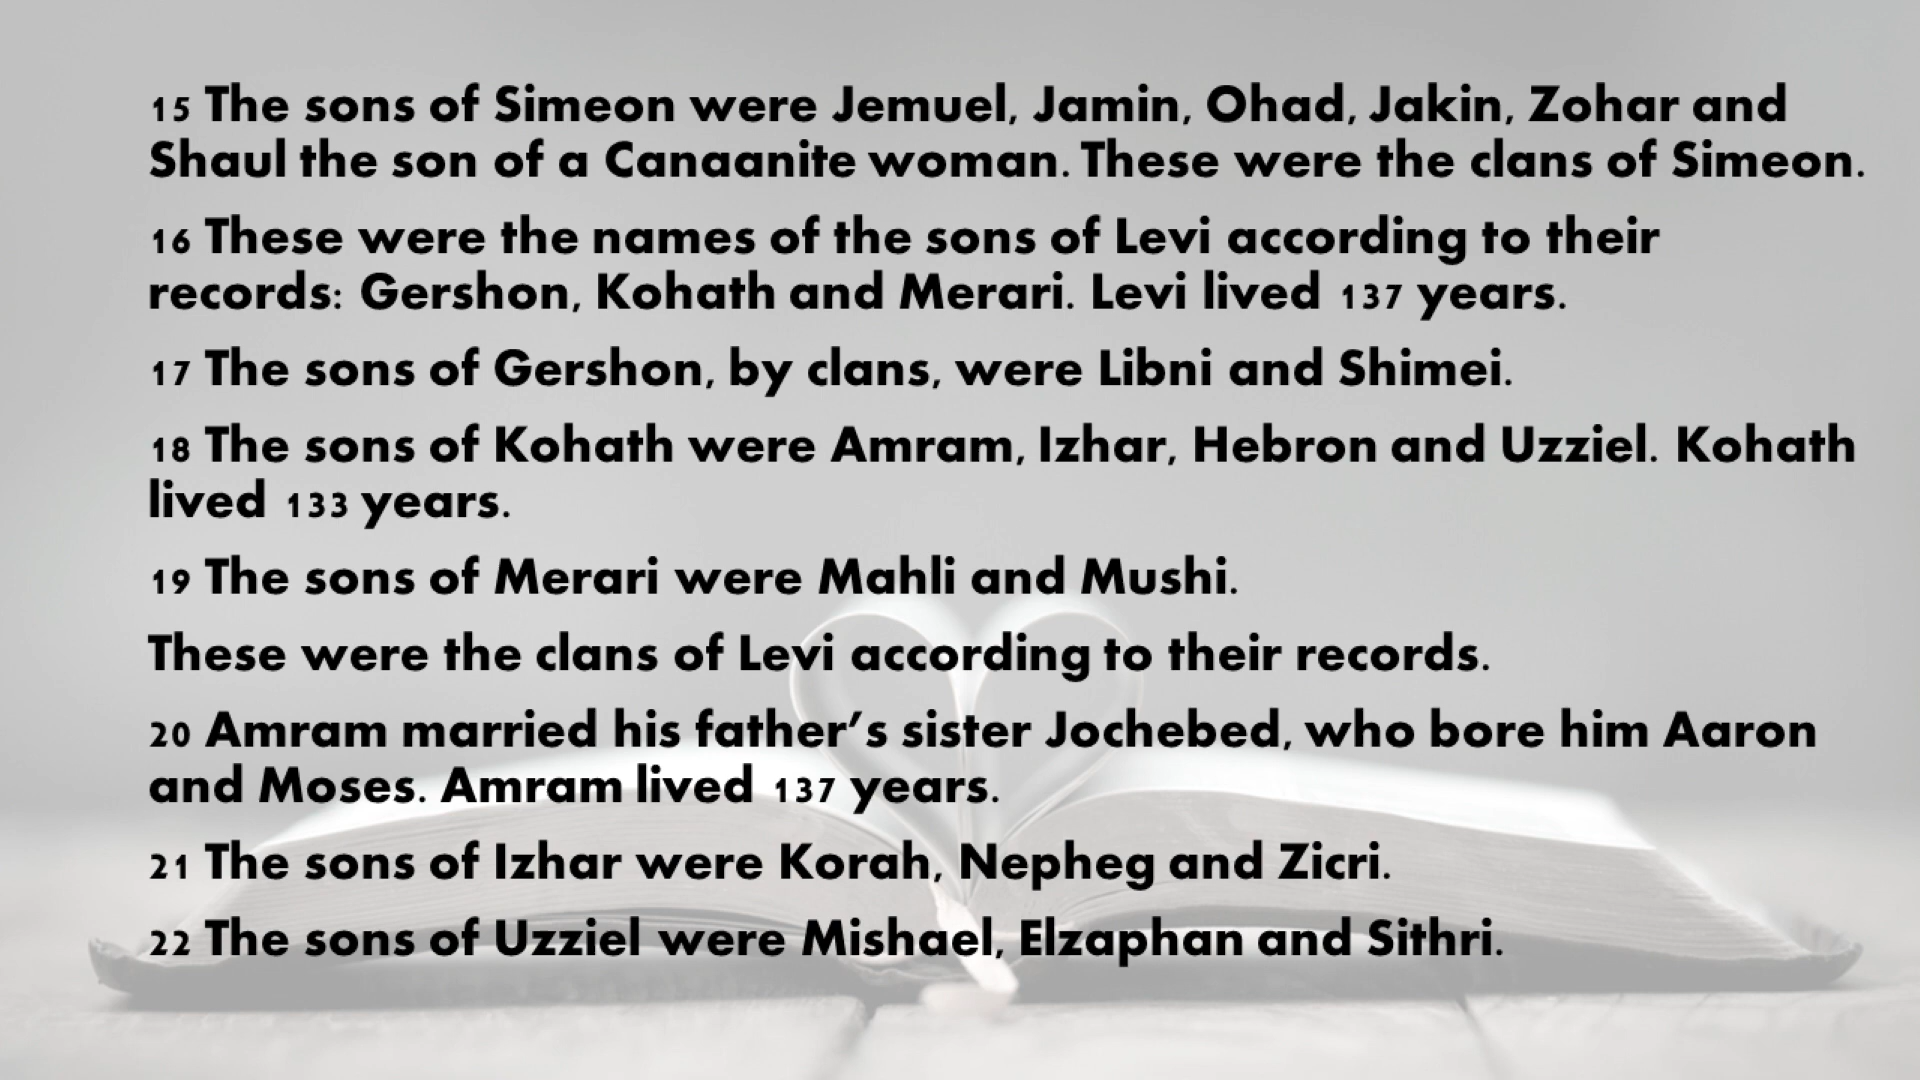 15 The sons of Simeon were Jemuel, Jamin, Ohad, Jakin, Zohar and
Shaul the son of a Canaanite woman. These were the clans of Simeon.
16 These were the names of the sons of Levi according to their
records: Gershon, Kohath and Merari. Levi lived 137 years.
17 The sons of Gershon, by clans, were Libni and Shimei.
18 The sons of Kohath were Amram, Izhar, Hebron and Uzziel. Kohath
lived 133 years.
19 The sons of Merari were Mahli and Mushi.
These were the clans of Levi according to their records.
20 Amram married his father’s sister Jochebed, who bore him Aaron
and Moses. Amram lived 137 years.
21 The sons of Izhar were Korah, Nepheg and Zicri.
22 The sons of Uzziel were Mishael, Elzaphan and Sithri.